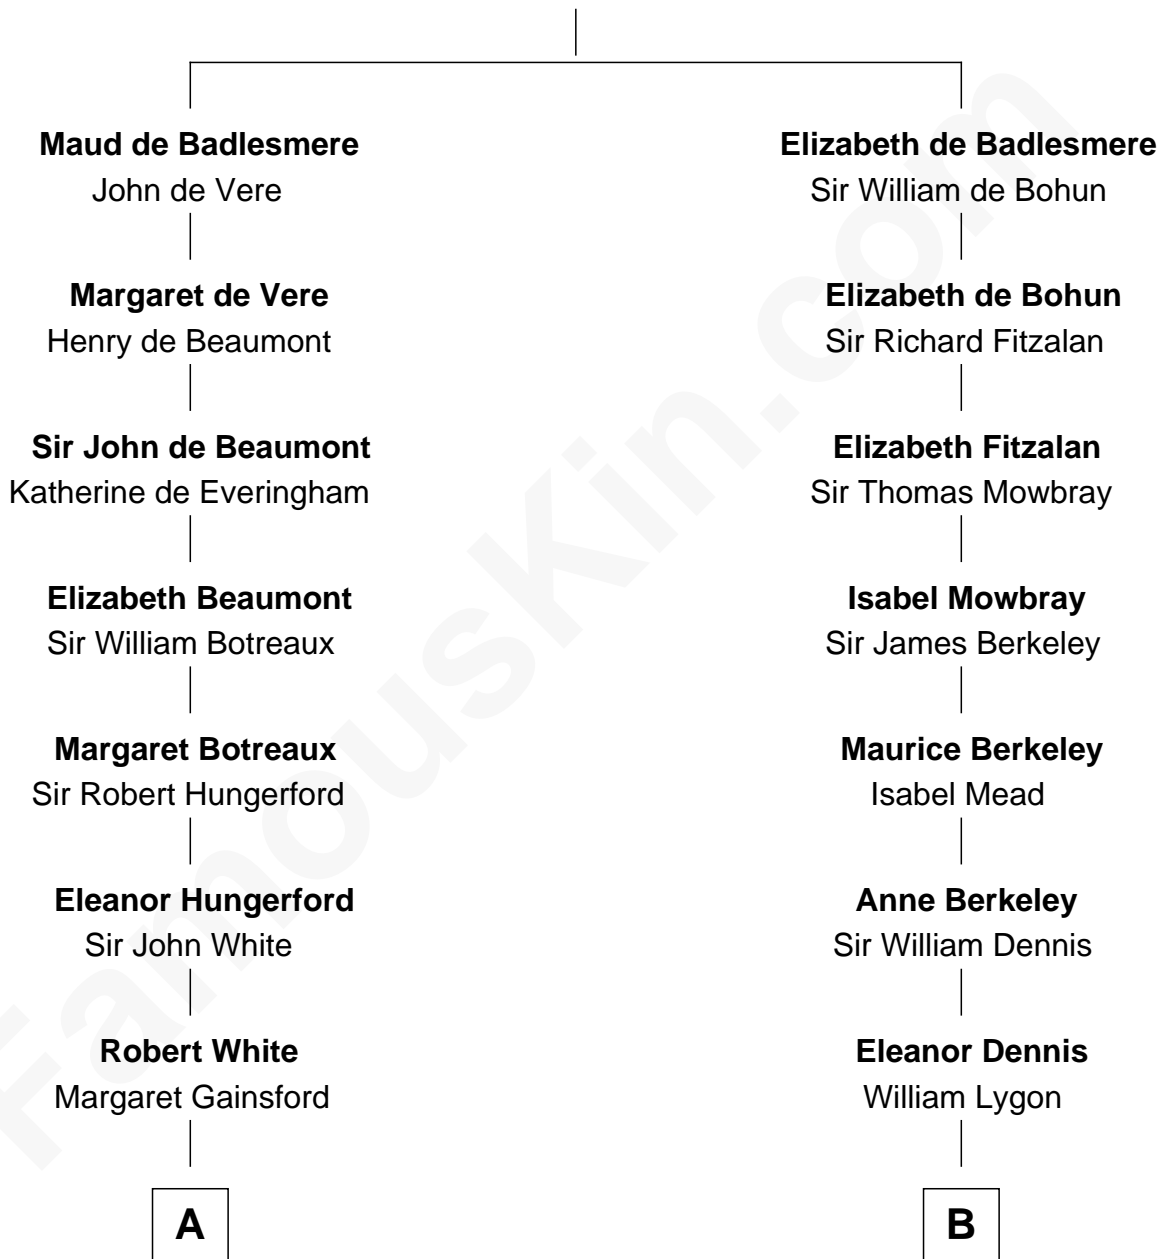 Maud de Badlesmere
John de Vere
Margaret de Vere
Henry de Beaumont
Sir John de Beaumont
Katherine de Everingham
Elizabeth Beaumont
Sir William Botreaux
Margaret Botreaux
Sir Robert Hungerford
Eleanor Hungerford
Sir John White
Robert White
Margaret Gainsford
A
Elizabeth de Badlesmere
Sir William de Bohun
Elizabeth de Bohun
Sir Richard Fitzalan
Elizabeth Fitzalan
Sir Thomas Mowbray
Isabel Mowbray
Sir James Berkeley
Maurice Berkeley
Isabel Mead
Anne Berkeley
Sir William Dennis
Eleanor Dennis
William Lygon
B
FamousKin.com